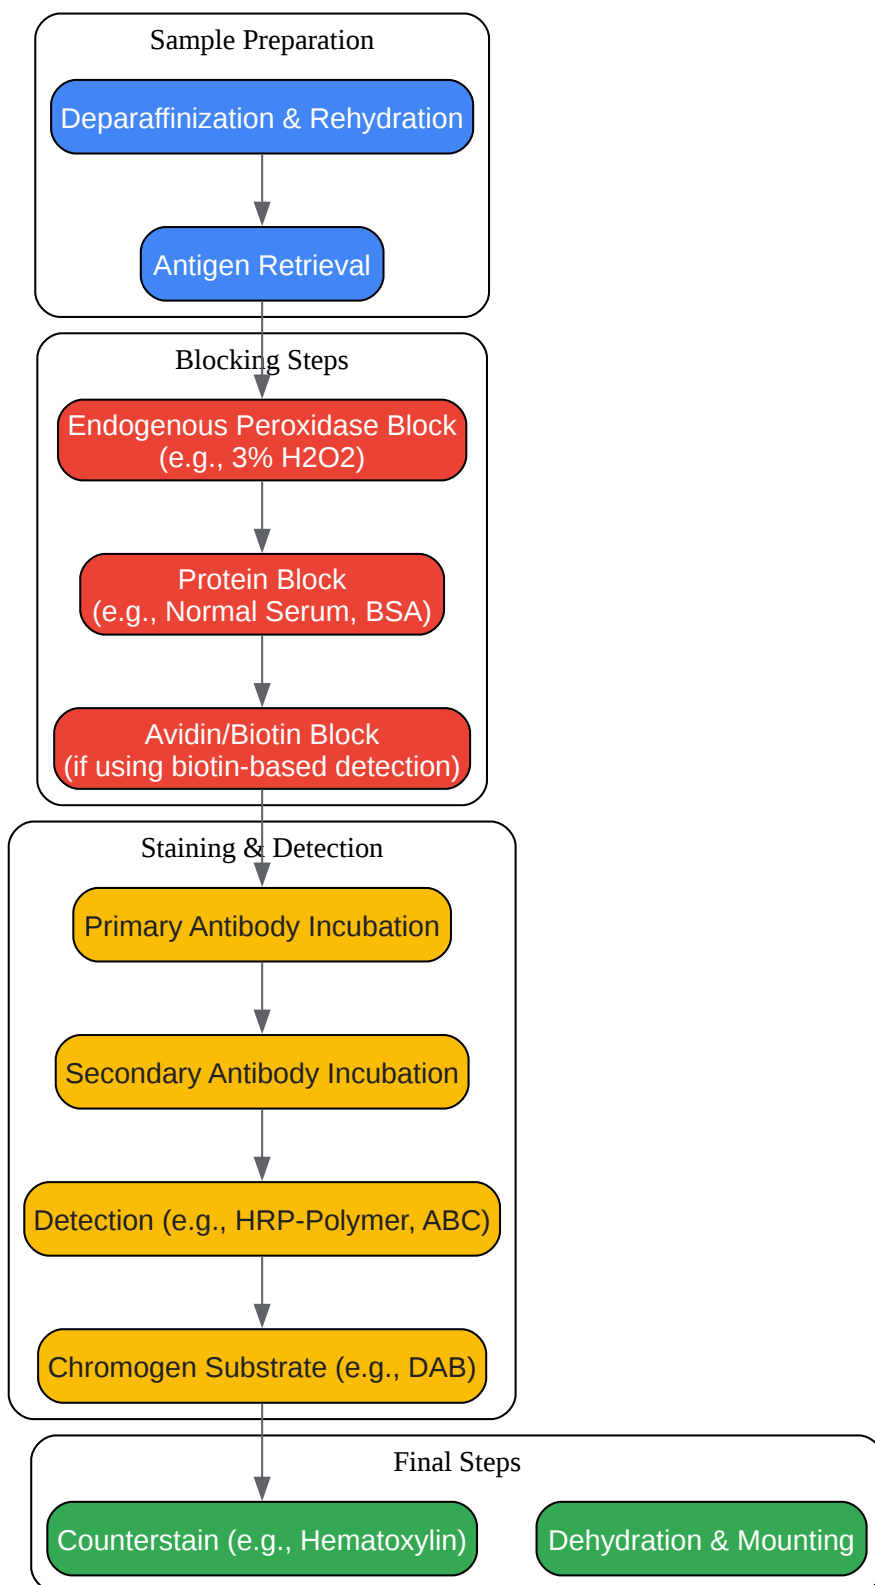 Sample Preparation
Deparaffinization & Rehydration
Antigen Retrieval
Blocking Steps
Endogenous Peroxidase Block
(e.g., 3% H2O2)
Protein Block
(e.g., Normal Serum, BSA)
Avidin/Biotin Block
(if using biotin-based detection)
Staining & Detection
Primary Antibody Incubation
Secondary Antibody Incubation
Detection (e.g., HRP-Polymer, ABC)
Chromogen Substrate (e.g., DAB)
Final Steps
Counterstain (e.g., Hematoxylin)
Dehydration & Mounting